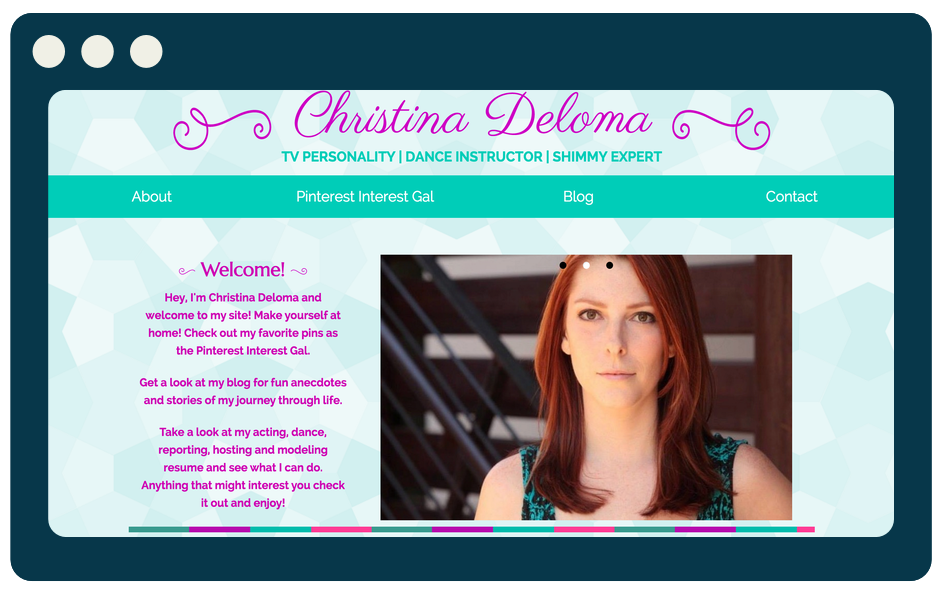 Christina Deloma
TV PERSONALITY | DANCE INSTRUCTOR | SHIMMY EXPERT
About Pinterest Interest Gal Blog Contact
Welcome!
Hey, I'm Christina Deloma and
welcome to my site! Make yourself at
home! Check out my favorite pins as
the Pinterest Interest Gal.
Get a look at my blog for fun anecdotes
and stories of my journey through life.
Take a look at my acting, dance,
reporting, hosting and modeling
resume and see what I can do.
Anything that might interest you check
it out and enjoy!